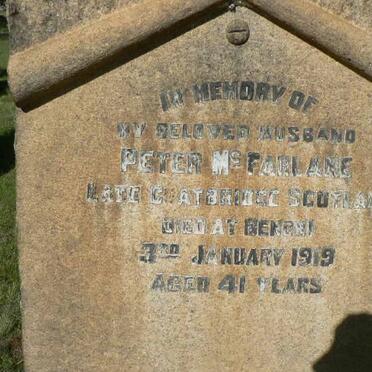 IN MEMORY OF
MY BELOVED HUSBAND
PETER McFARLANE
LATE COATBRIDGE SCOTLAN
DIED AT BENONI
3RD JANUARY 1919
AGED 41 YEARS